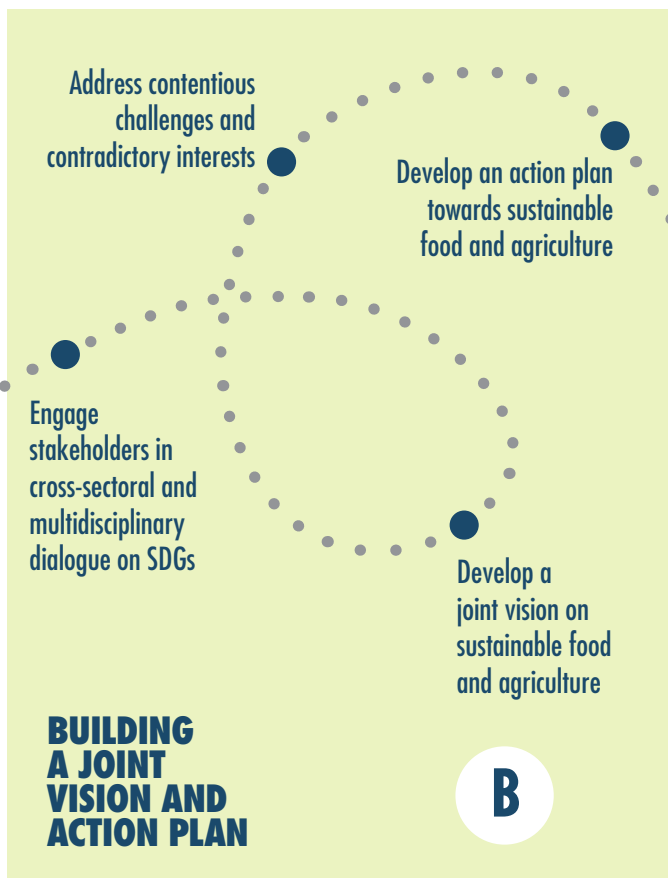 Address contentious
challenges and
contradictory interests
Develop an action plan
towards sustainable
food and agriculture
Engage
stakeholders in
cross-sectoral and
multidisciplinary
dialogue on SDGs
Develop a
joint vision on
sustainable food
and agriculture
BUILDING
A JOINT
VISION AND
ACTION PLAN
B